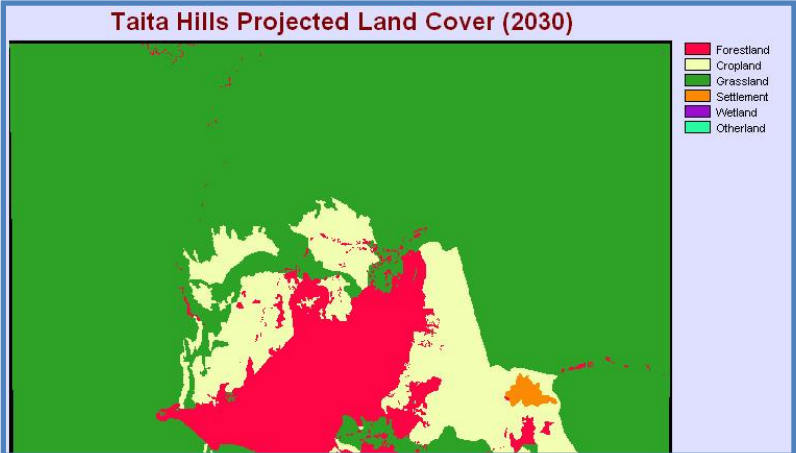 Taita Hills Projected Land Cover (2030)
Forestland
Cropland
Grassland
Settlement
Wetland
Otherland